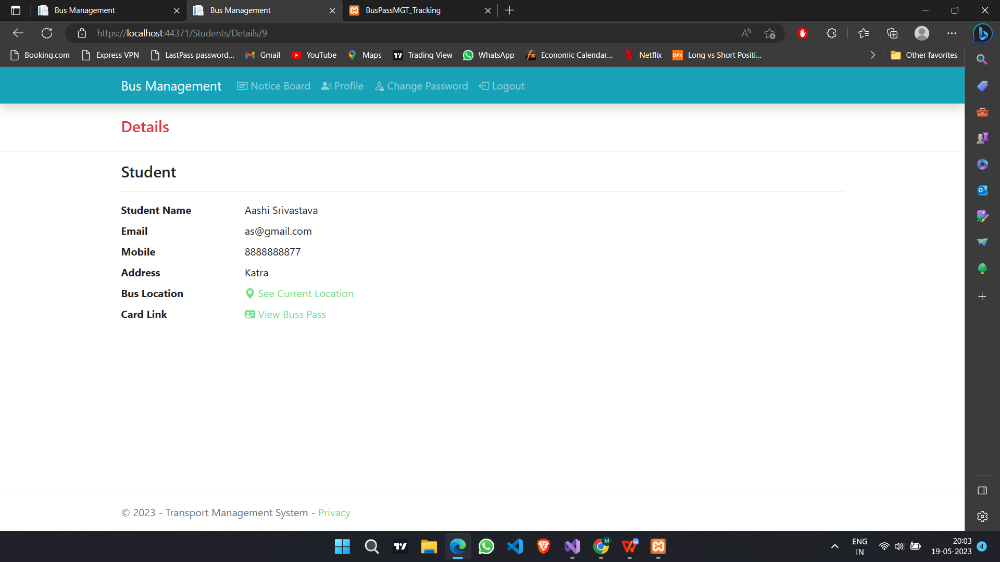 Bus Management
Bus Management
BusPassMGT_Tracking
https://localhost:44371/Students/Details/9
Booking.com
Express VPN
LastPass password...
Gmail
YouTube
Maps
Trading View
WhatsApp
Economic Calendar...
Netflix
DFX
Long vs Short Positi...
Other favorites
Bus Management
Notice Board
Profile
Change Password
Logout
Details
Student
Student Name Aashi Srivastava
Email as@gmail.com
Mobile 8888888877
Address Katra
Bus Location See Current Location
Card Link View Buss Pass
© 2023 - Transport Management System - Privacy
M
W
ENG
IN
20:03
19-05-2023
4